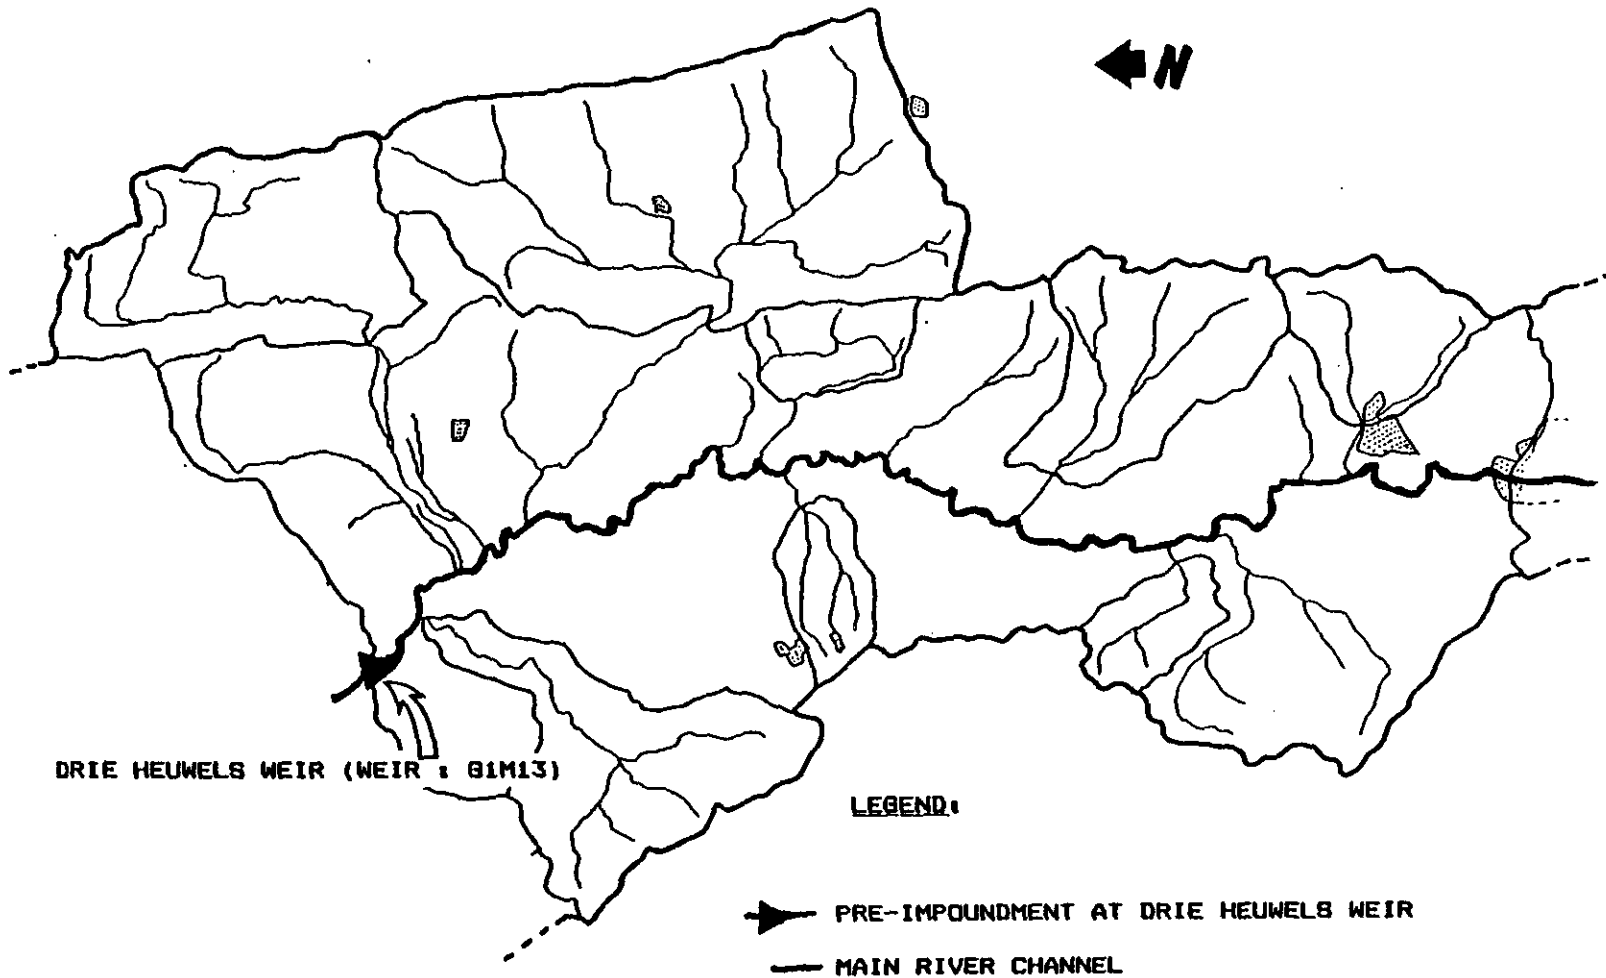 N
DRIE HEUWELS WEIR (WEIR : G1M13)
LEGEND:
PRE-IMPOUNDMENT AT DRIE HEUWELS WEIR
MAIN RIVER CHANNEL